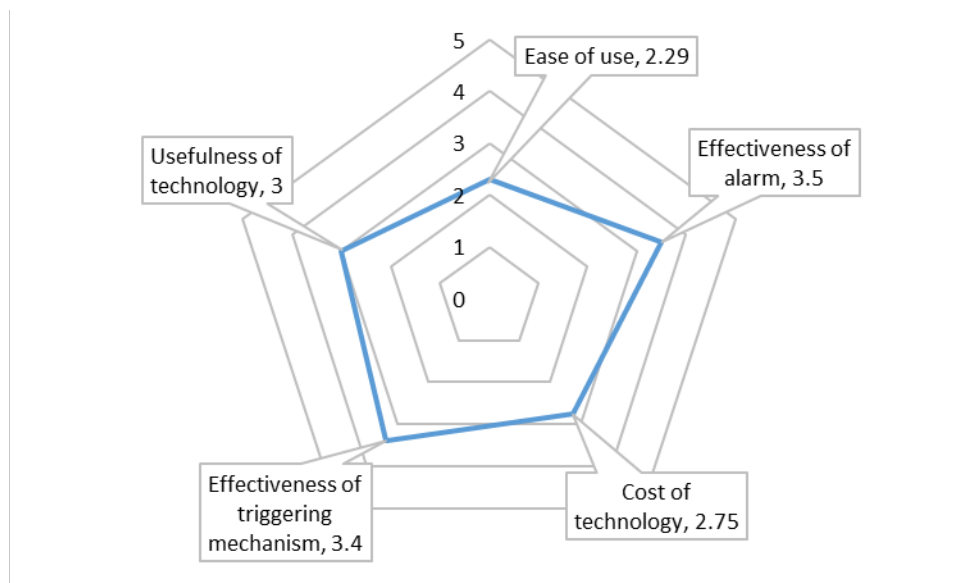 5
Ease of use, 2.29
4
3
Effectiveness of
alarm, 3.5
Usefulness of
technology, 3
2
1
0
Effectiveness of
triggering
mechanism, 3.4
Cost of
technology, 2.75